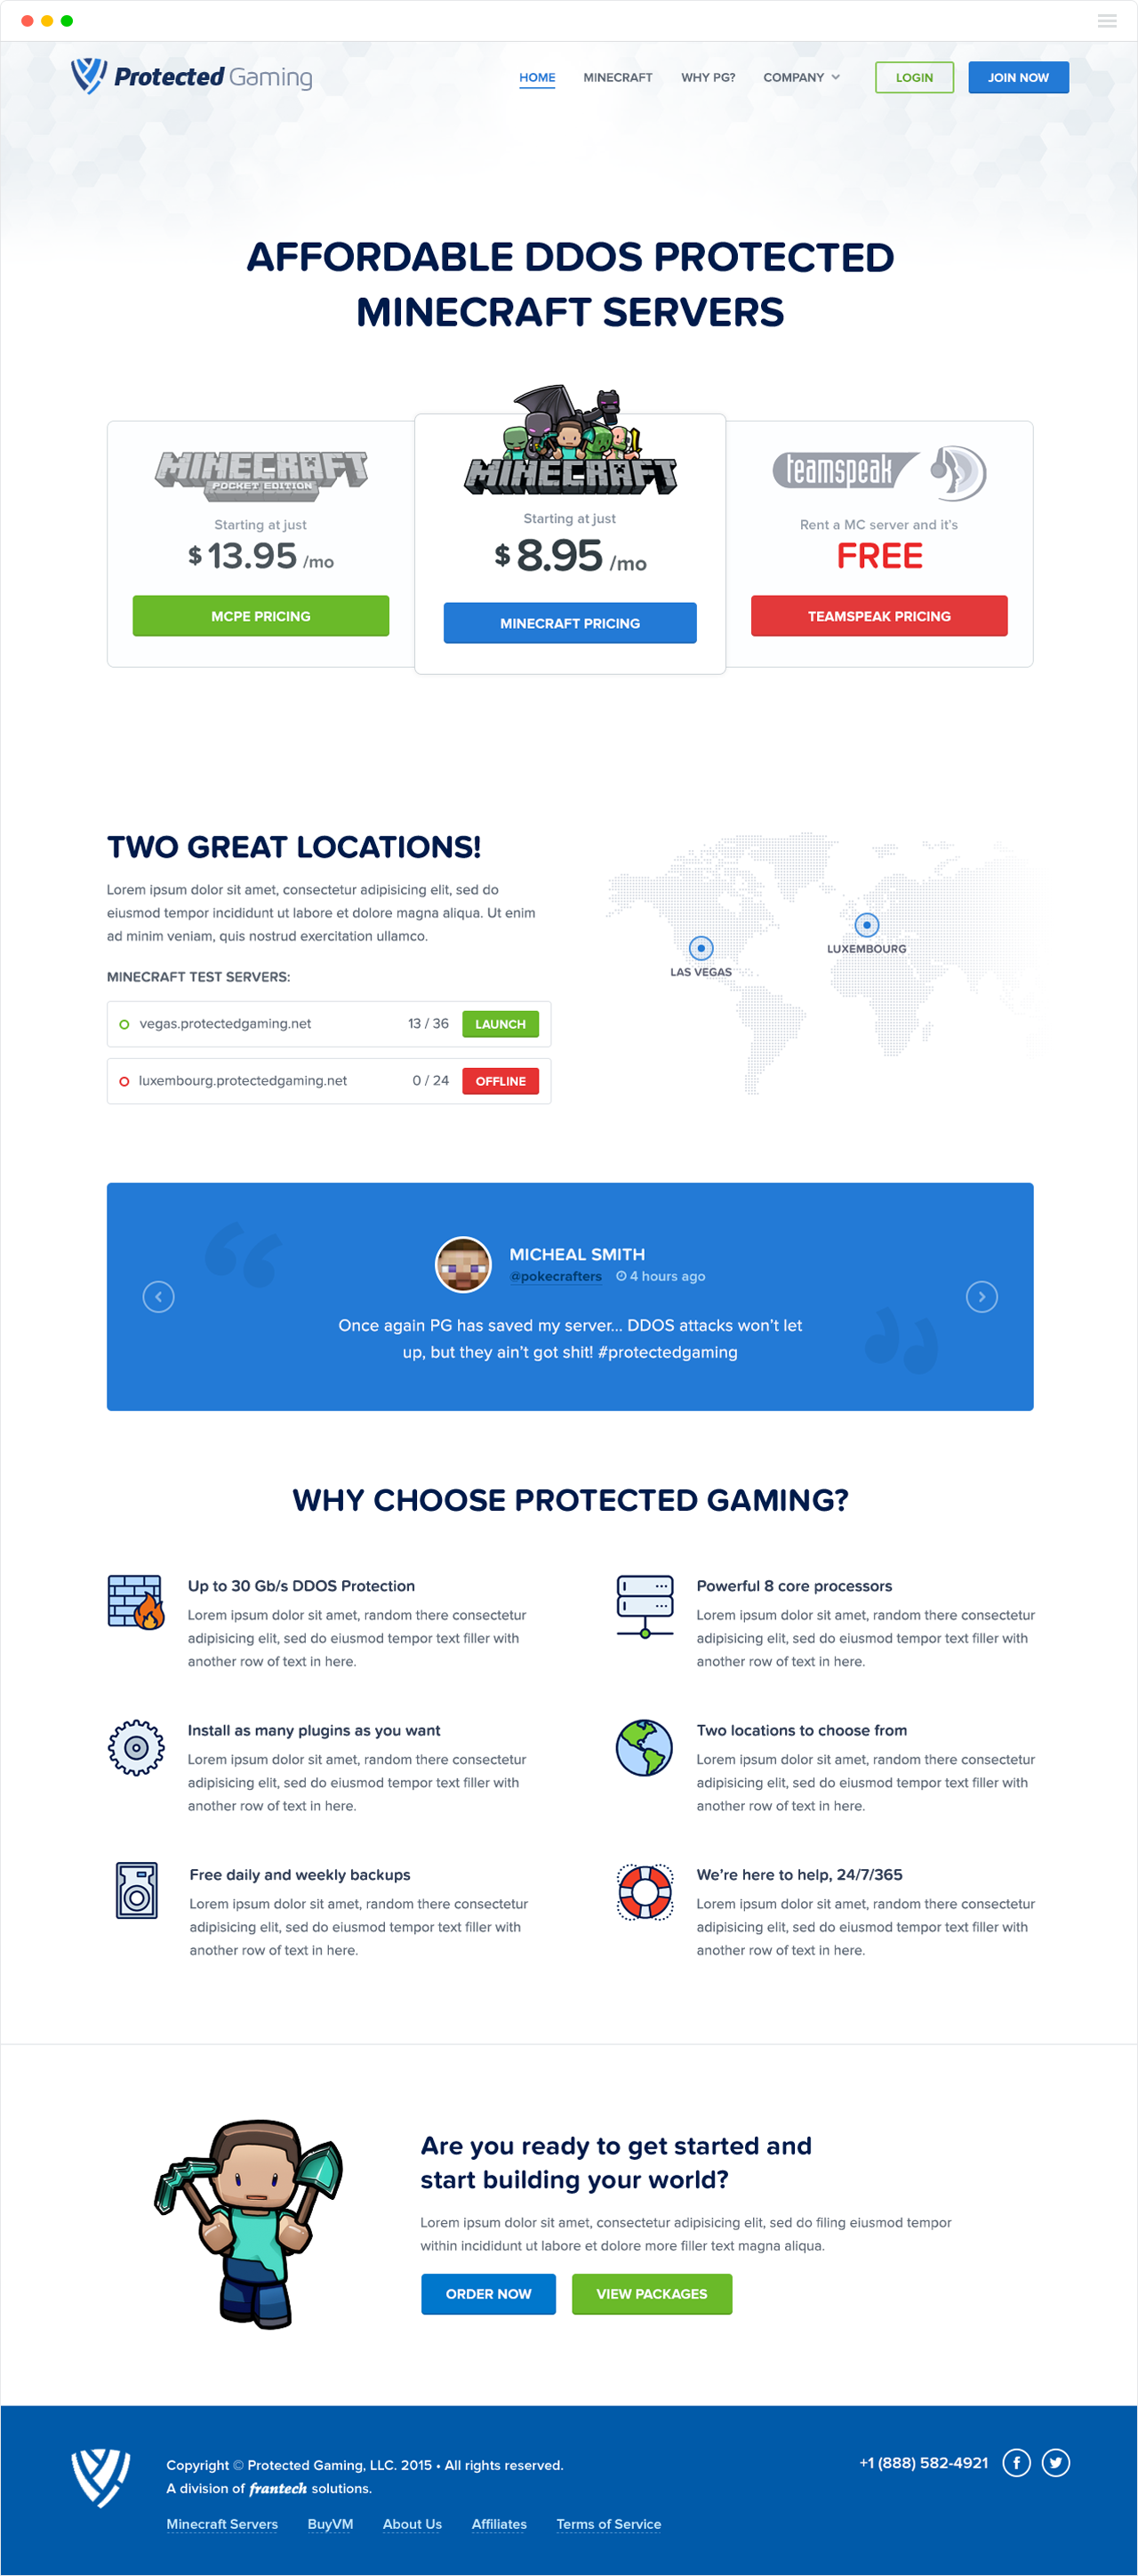 Protected Gaming
HOME MINECRAFT WHY PG? COMPANY LOGIN JOIN NOW
AFFORDABLE DDOS PROTECTED
MINECRAFT SERVERS
MINECRAFT
POCKET EDITION
Starting at just
$ 13.95 /mo
MCPE PRICING
MINECRAFT
Starting at just
$ 8.95 /mo
MINECRAFT PRICING
teamspeak
Rent a MC server and it's
FREE
TEAMSPEAK PRICING
TWO GREAT LOCATIONS!
Lorem ipsum dolor sit amet, consectetur adipisicing elit, sed do
eiusmod tempor incididunt ut labore et dolore magna aliqua. Ut enim
ad minim veniam, quis nostrud exercitation ullamco.
MINECRAFT TEST SERVERS:
vegas.protectedgaming.net 13 / 36 LAUNCH
luxembourg.protectedgaming.net 0 / 24 OFFLINE
LUXEMBOURG
LAS VEGAS
MICHEAL SMITH
@pokecrafters 4 hours ago
Once again PG has saved my server... DDOS attacks won't let
up, but they ain't got shit! #protectedgaming
WHY CHOOSE PROTECTED GAMING?
Up to 30 Gb/s DDOS Protection
Lorem ipsum dolor sit amet, random there consectetur
adipisicing elit, sed do eiusmod tempor text filler with
another row of text in here.
Powerful 8 core processors
Lorem ipsum dolor sit amet, random there consectetur
adipisicing elit, sed do eiusmod tempor text filler with
another row of text in here.
Install as many plugins as you want
Lorem ipsum dolor sit amet, random there consectetur
adipisicing elit, sed do eiusmod tempor text filler with
another row of text in here.
Two locations to choose from
Lorem ipsum dolor sit amet, random there consectetur
adipisicing elit, sed do eiusmod tempor text filler with
another row of text in here.
Free daily and weekly backups
Lorem ipsum dolor sit amet, random there consectetur
adipisicing elit, sed do eiusmod tempor text filler with
another row of text in here.
We're here to help, 24/7/365
Lorem ipsum dolor sit amet, random there consectetur
adipisicing elit, sed do eiusmod tempor text filler with
another row of text in here.
Are you ready to get started and
start building your world?
Lorem ipsum dolor sit amet, consectetur adipisicing elit, sed do filing eiusmod tempor
within incididunt ut labore et dolore more filler text magna aliqua.
ORDER NOW VIEW PACKAGES
Copyright © Protected Gaming, LLC. 2015 • All rights reserved.
A division of frantech solutions.
Minecraft Servers BuyVM About Us Affiliates Terms of Service
+1 (888) 582-4921